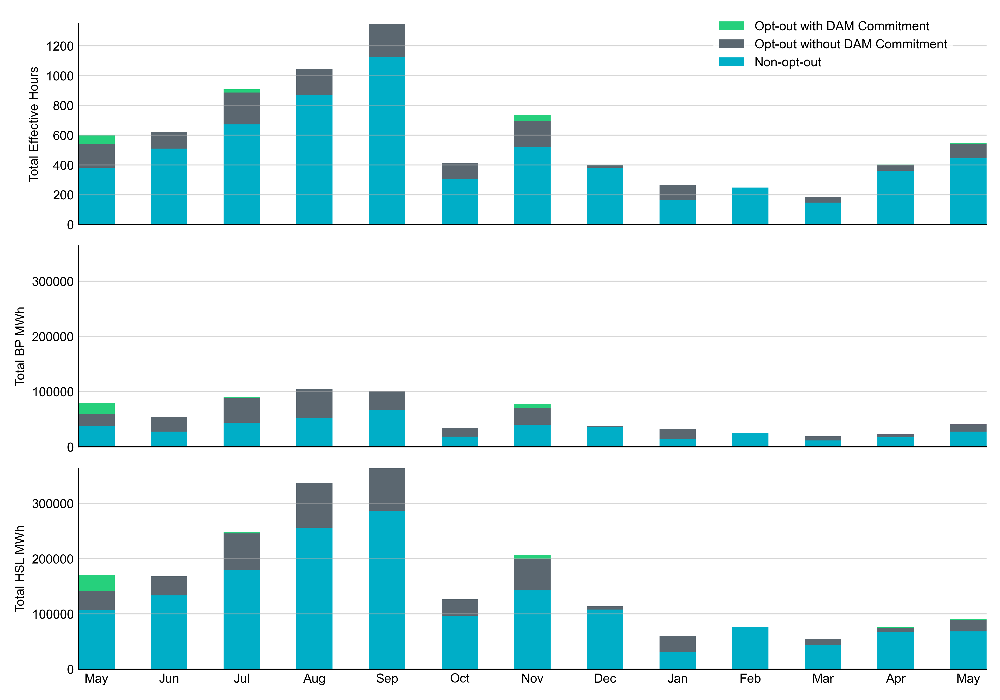 Opt-out with DAM Commitment
Opt-out without DAM Commitment
Non-opt-out
Total Effective Hours
1200
1000
800
600
400
200
0
Total BP MWh
300000
200000
100000
0
Total HSL MWh
300000
200000
100000
0
May Jun Jul Aug Sep Oct Nov Dec Jan Feb Mar Apr May